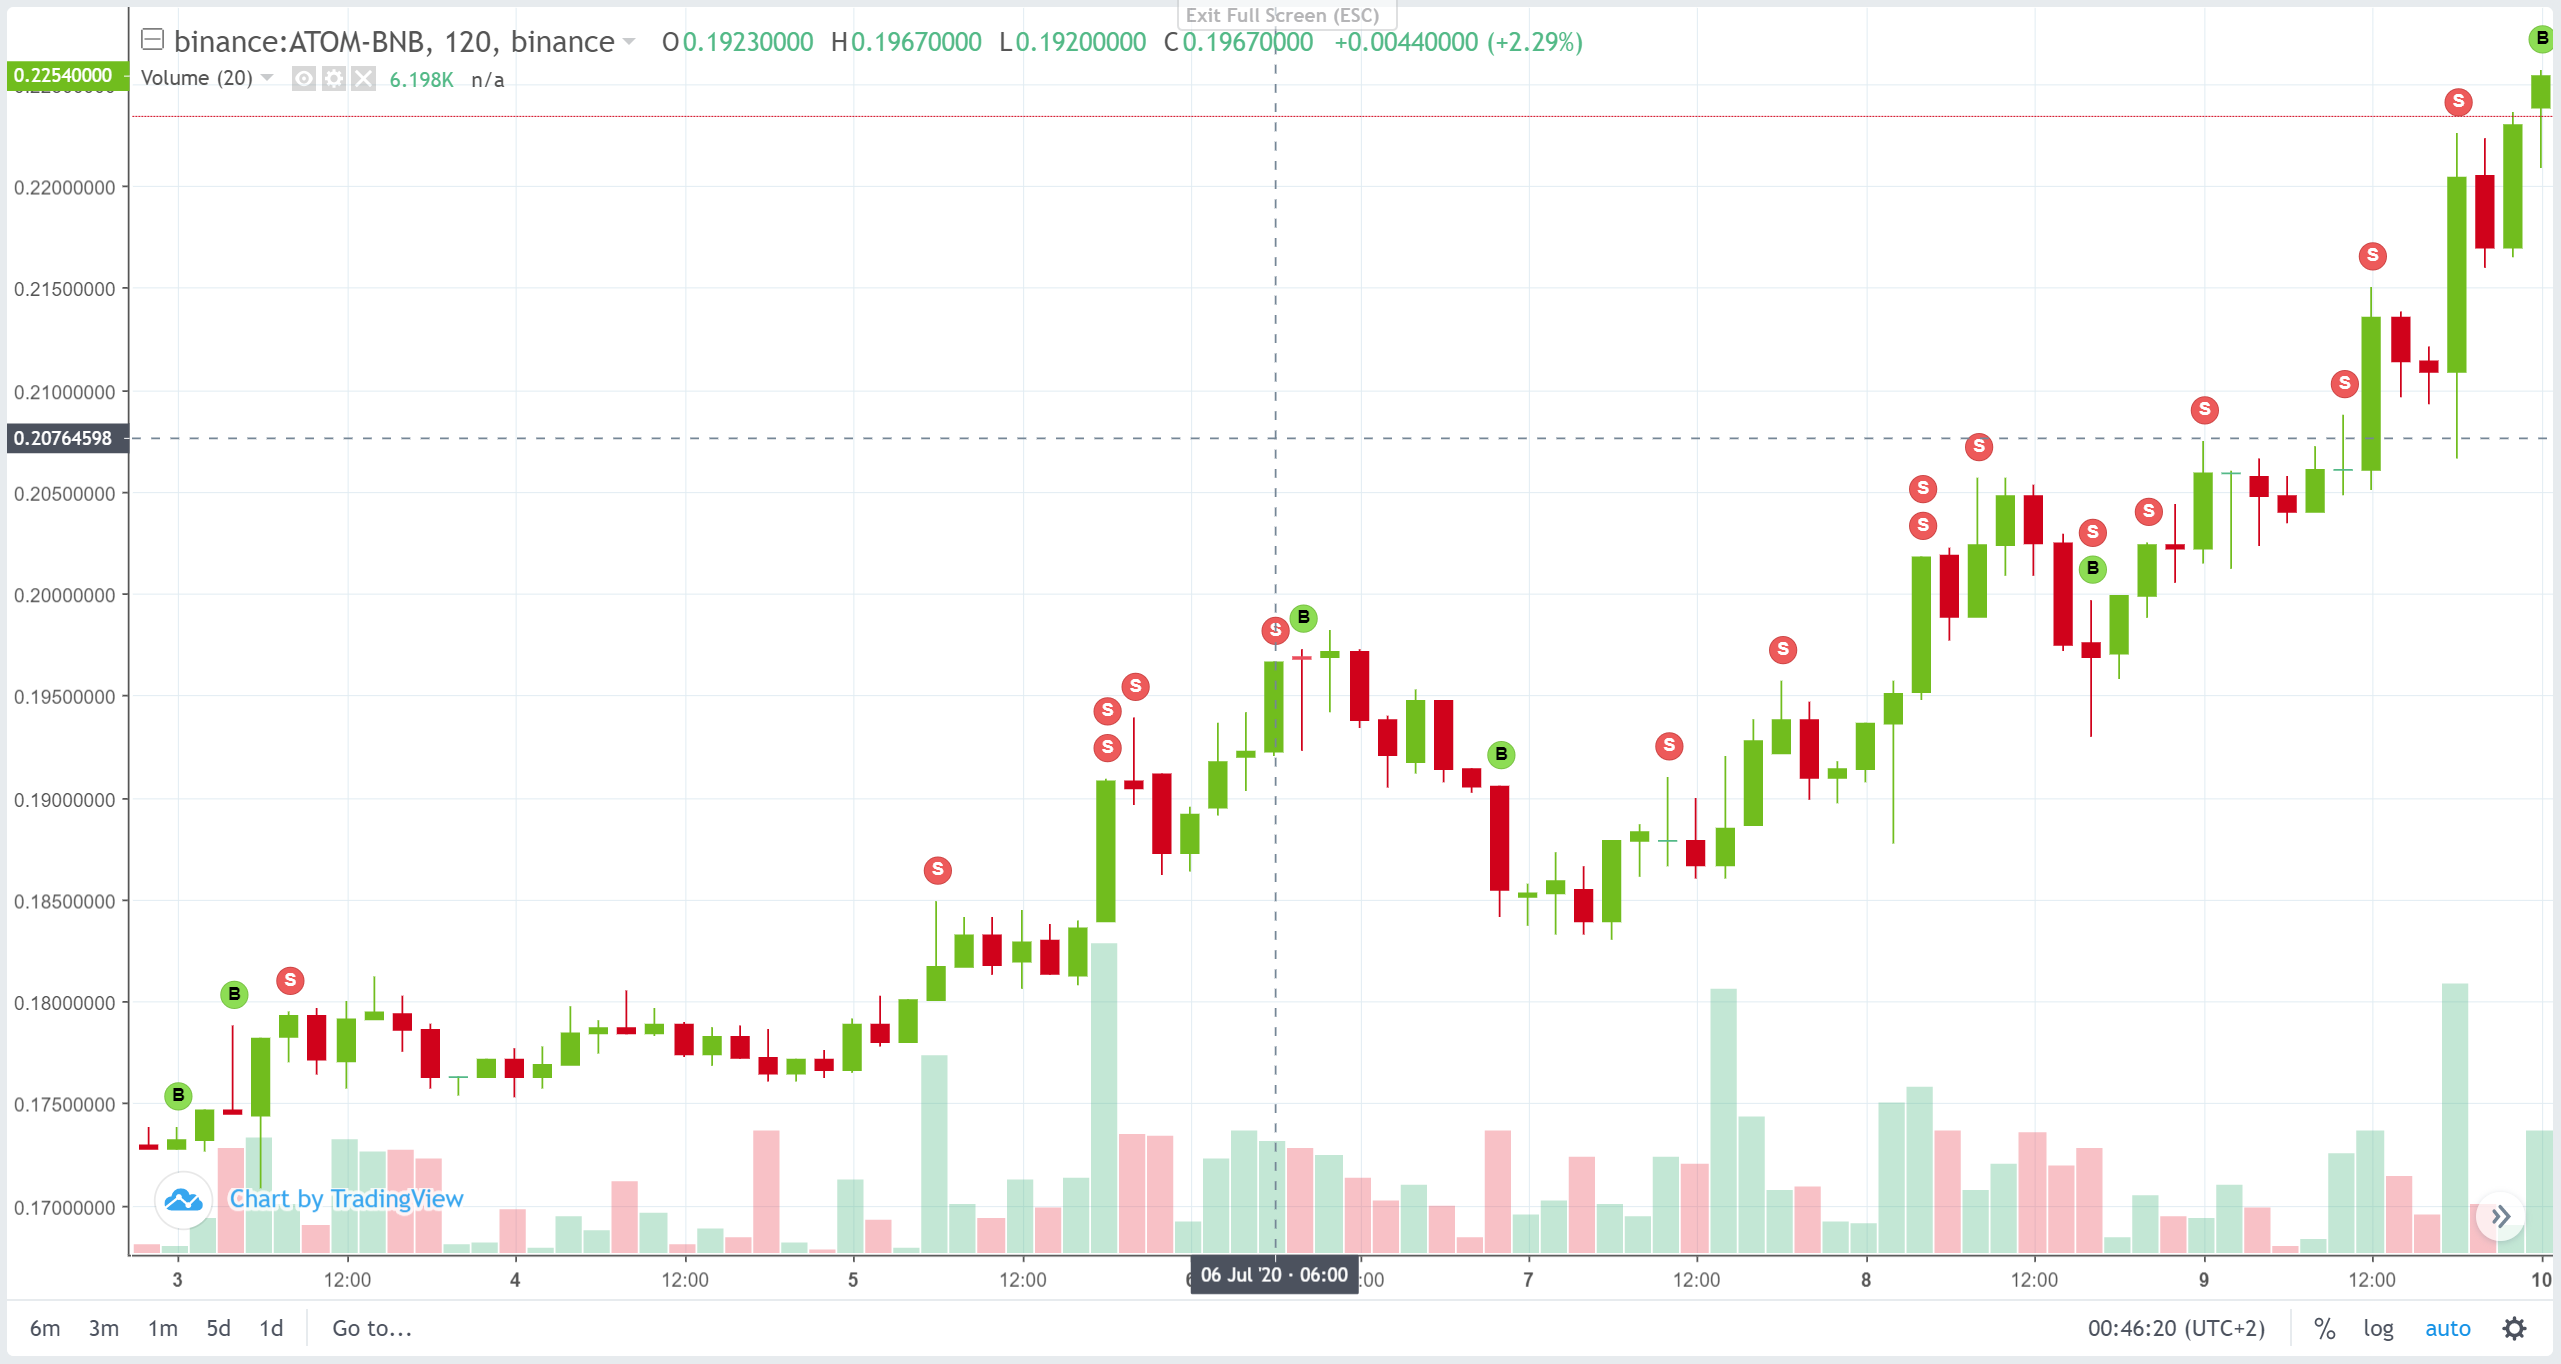 Exit Full Screen (ESC)
binance:ATOM-BNB, 120, binance O0.19230000 H0.19670000 L0.19200000 C0.19670000 +0.00440000 (+2.29%)
Volume (20) 6.198K n/a
0.22540000
0.22000000
0.21500000
0.21000000
0.20764598
0.20500000
0.20000000
0.19500000
0.19000000
0.18500000
0.18000000
0.17500000
0.17000000
B
S
S
S
S
S
S
S
S
B
S
S
B
S
B
S
S
S
B
S
S
S
B
S
B
Chart by TradingView
3 12:00 4 12:00 5 12:00 06 Jul '20 · 06:00 7 12:00 8 12:00 9 12:00 10
6m 3m 1m 5d 1d Go to... 00:46:20 (UTC+2) % log auto